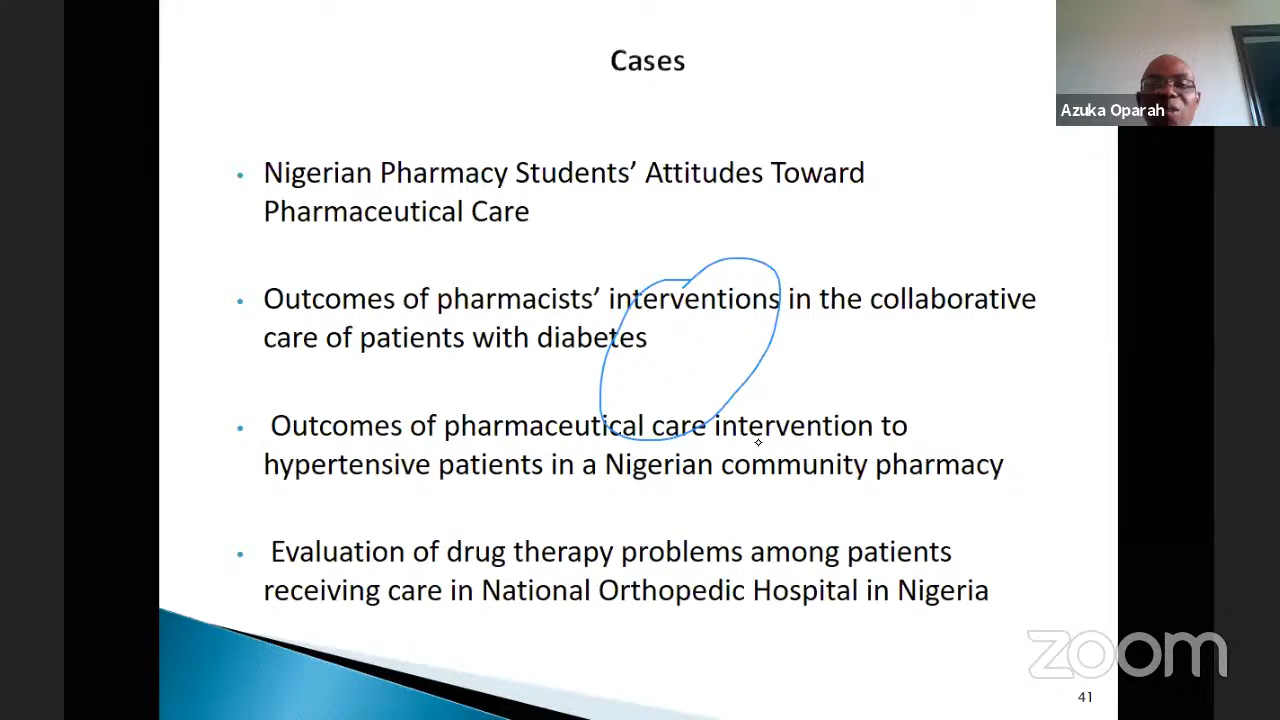 Cases
Azuka Oparah
• Nigerian Pharmacy Students’ Attitudes Toward
Pharmaceutical Care
• Outcomes of pharmacists’ interventions in the collaborative
care of patients with diabetes
• Outcomes of pharmaceutical care intervention to
hypertensive patients in a Nigerian community pharmacy
• Evaluation of drug therapy problems among patients
receiving care in National Orthopedic Hospital in Nigeria
zoom
41